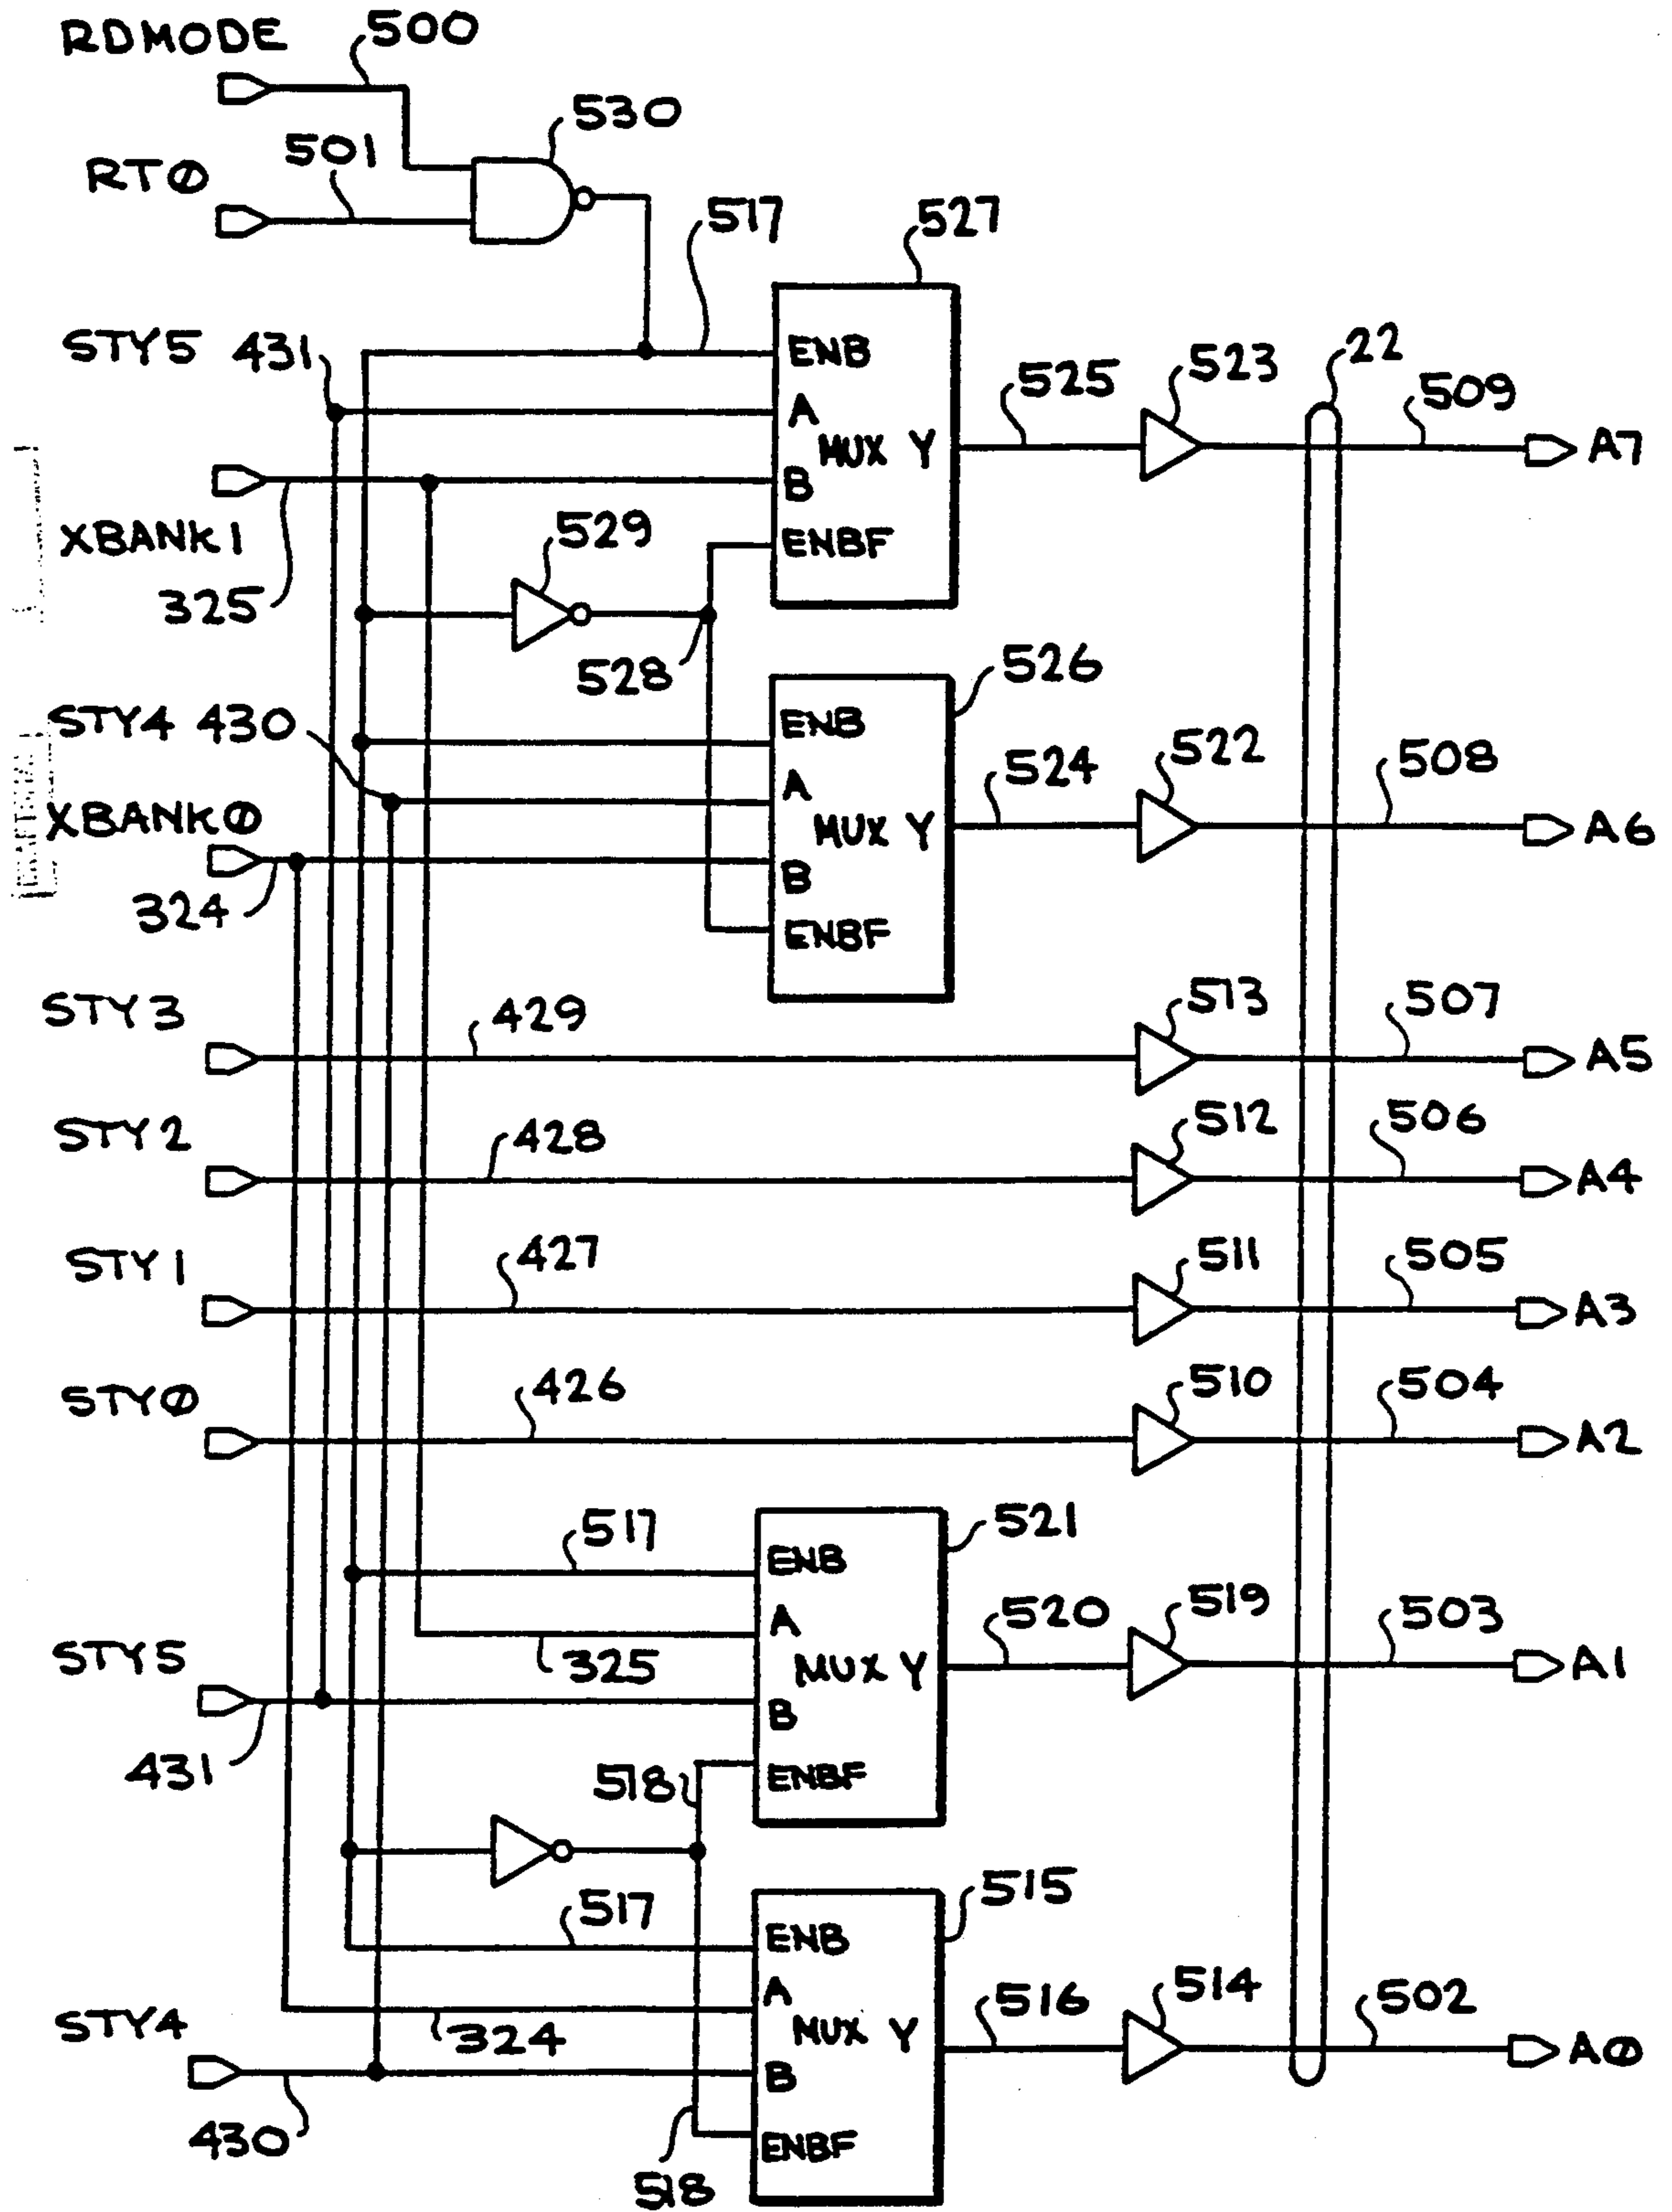 RDMODE 500
530
RTØ 501
517 527
STY5 431
ENB
A
MUX Y
B
ENBF
525 523 22 509 A7
XBANK1
325
529
528
526
STY4 430
ENB
A
MUX Y
B
ENBF
524 522 508 A6
XBANKØ
324
STY3 429 513 507 A5
STY2 428 512 506 A4
STY1 427 511 505 A3
STYØ 426 510 504 A2
517 521
ENB
A
MUX Y
B
ENBF
325
520 519 503 A1
STY5
431
518
517 515
ENB
A
MUX Y
B
ENBF
324
516 514 502 AØ
STY4
430
518